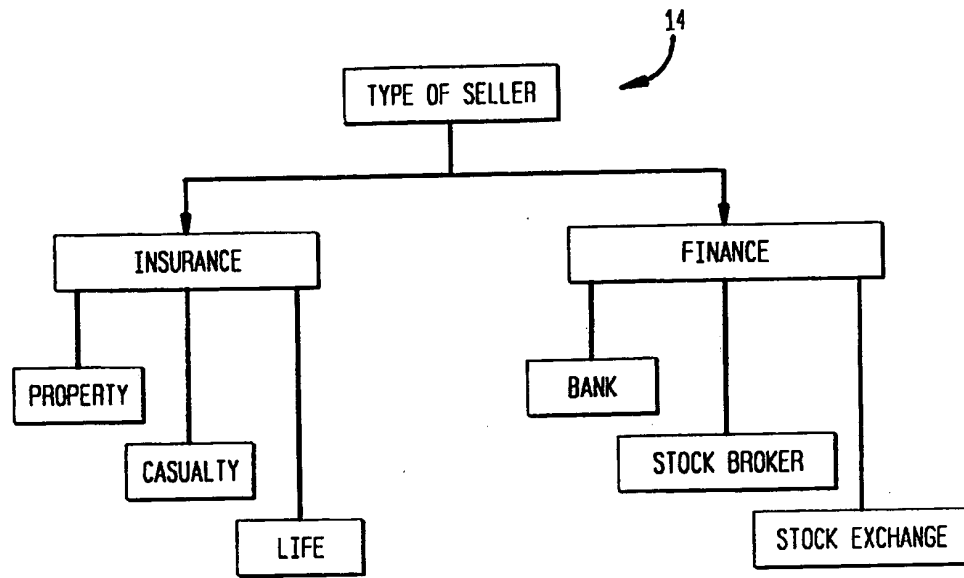 14
TYPE OF SELLER
INSURANCE
FINANCE
PROPERTY
BANK
CASUALTY
STOCK BROKER
LIFE
STOCK EXCHANGE